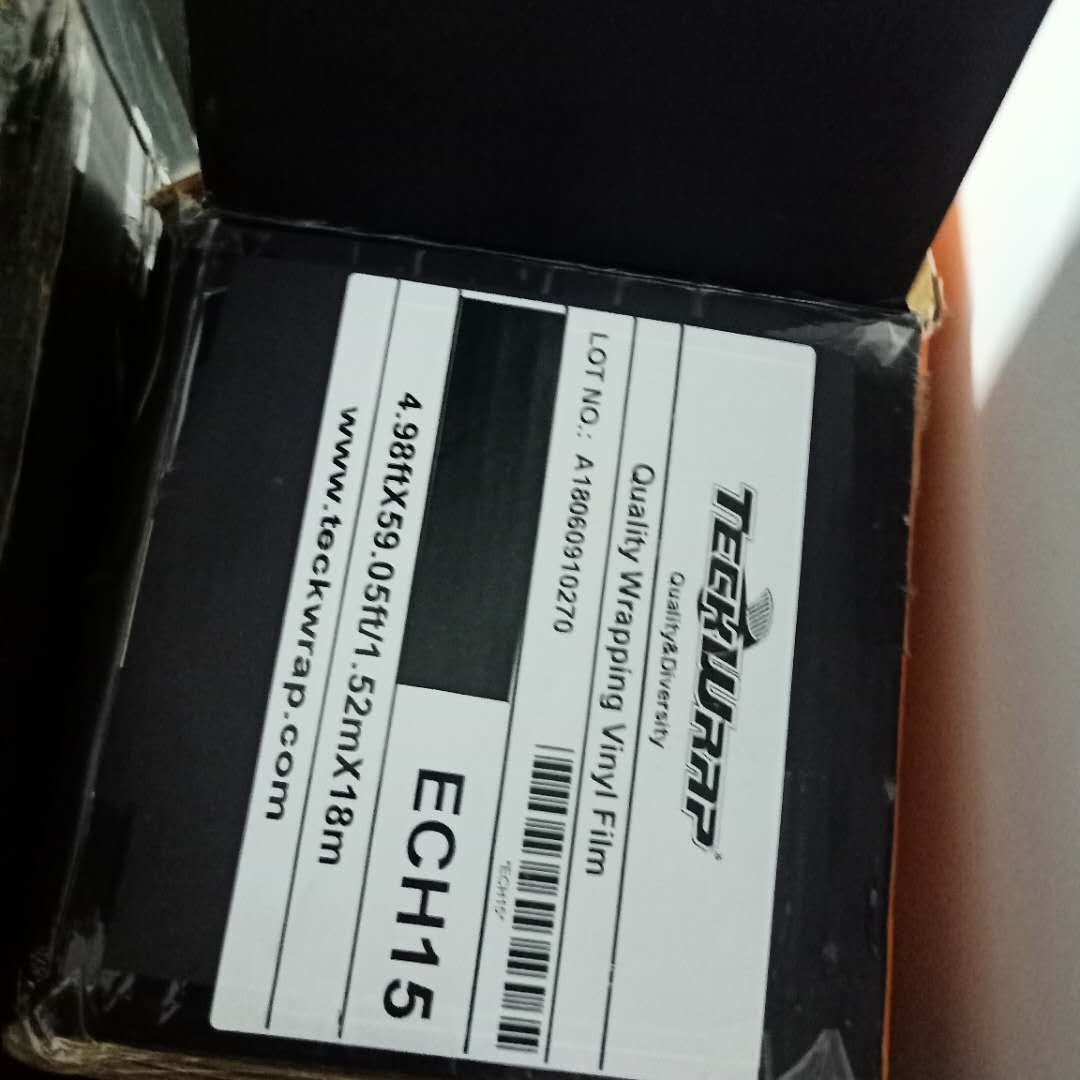 TECKWRAP®
Quality&Diversity
Quality Wrapping Vinyl Film
LOT NO.: A18060910270
*ECH15*
ECH15
4.98ftX59.05ft/1.52mX18m
www.teckwrap.com